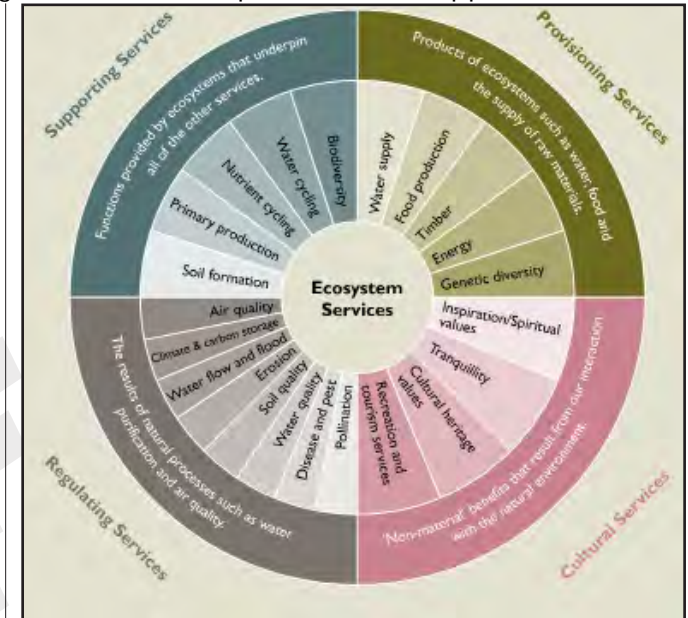 Supporting Services
Functions provided by ecosystems that underpin
all of the other services.
Soil formation
Primary production
Nutrient cycling
Water cycling
Biodiversity
Provisioning Services
Products of ecosystems such as water, food and
the supply of raw materials.
Water supply
Food production
Timber
Energy
Genetic diversity
Ecosystem
Services
Regulating Services
The results of natural processes such as water
purification and air quality.
Air quality
Climate & carbon storage
Water flow and flood
Erosion
Soil quality
Water quality
Disease and pest
Pollination
Cultural Services
'Non-material' benefits that result from our interaction
with the natural environment.
Inspiration/Spiritual
values
Tranquillity
Cultural heritage
values
Recreation and
tourism services